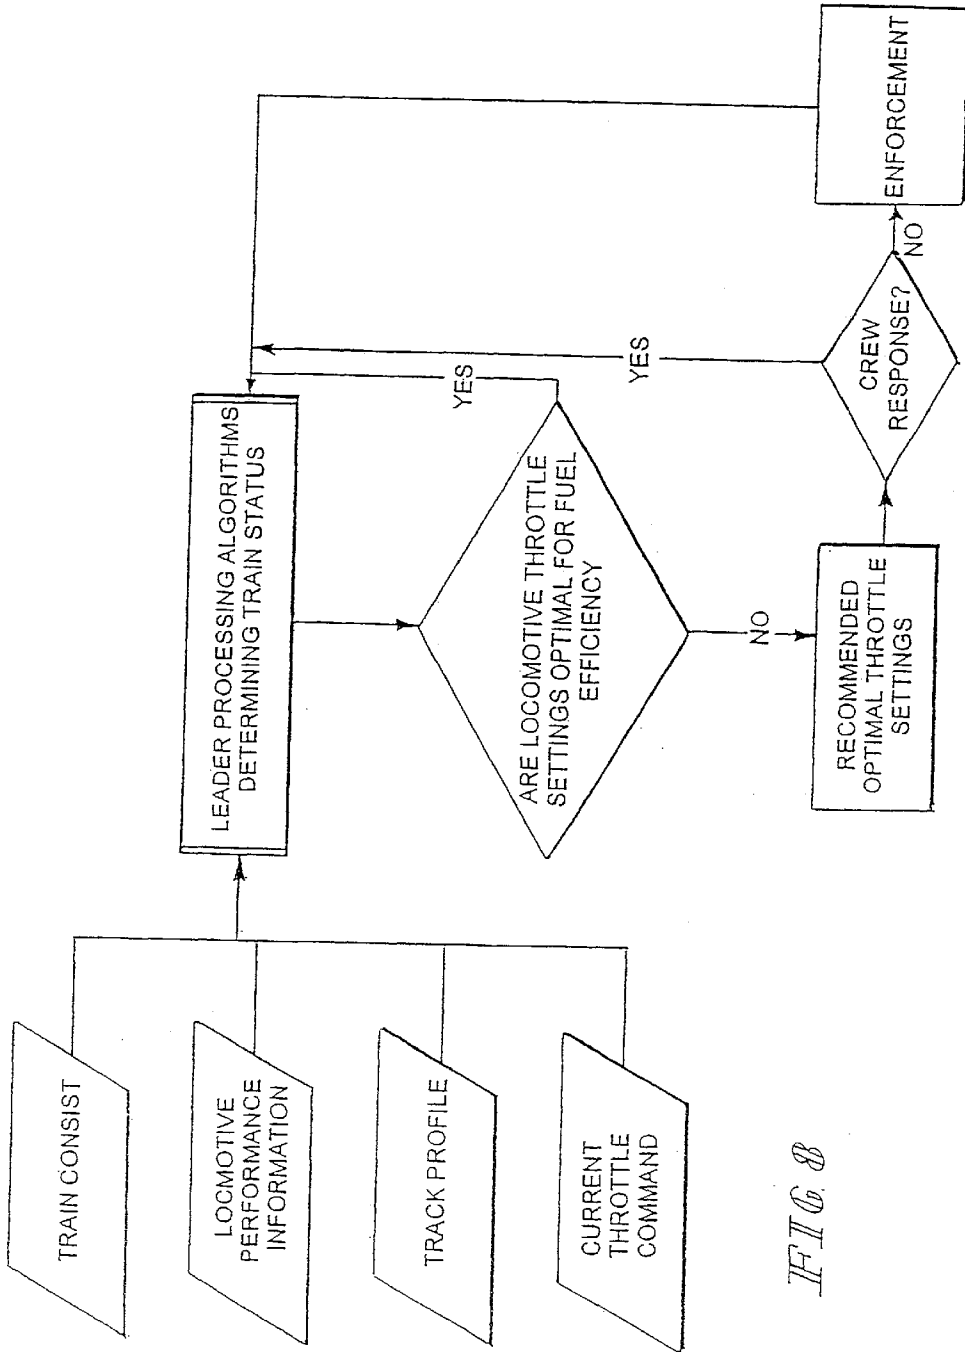 TRAIN CONSIST
LOCMOTIVE
PERFORMANCE
INFORMATION
TRACK PROFILE
CURRENT
THROTTLE
COMMAND
LEADER PROCESSING ALGORITHMS
DETERMINING TRAIN STATUS
ARE LOCOMOTIVE THROTTLE
SETTINGS OPTIMAL FOR FUEL
EFFICIENCY
YES
NO
RECOMMENDED
OPTIMAL THROTTLE
SETTINGS
CREW
RESPONSE?
YES
NO
ENFORCEMENT
FIG. 8